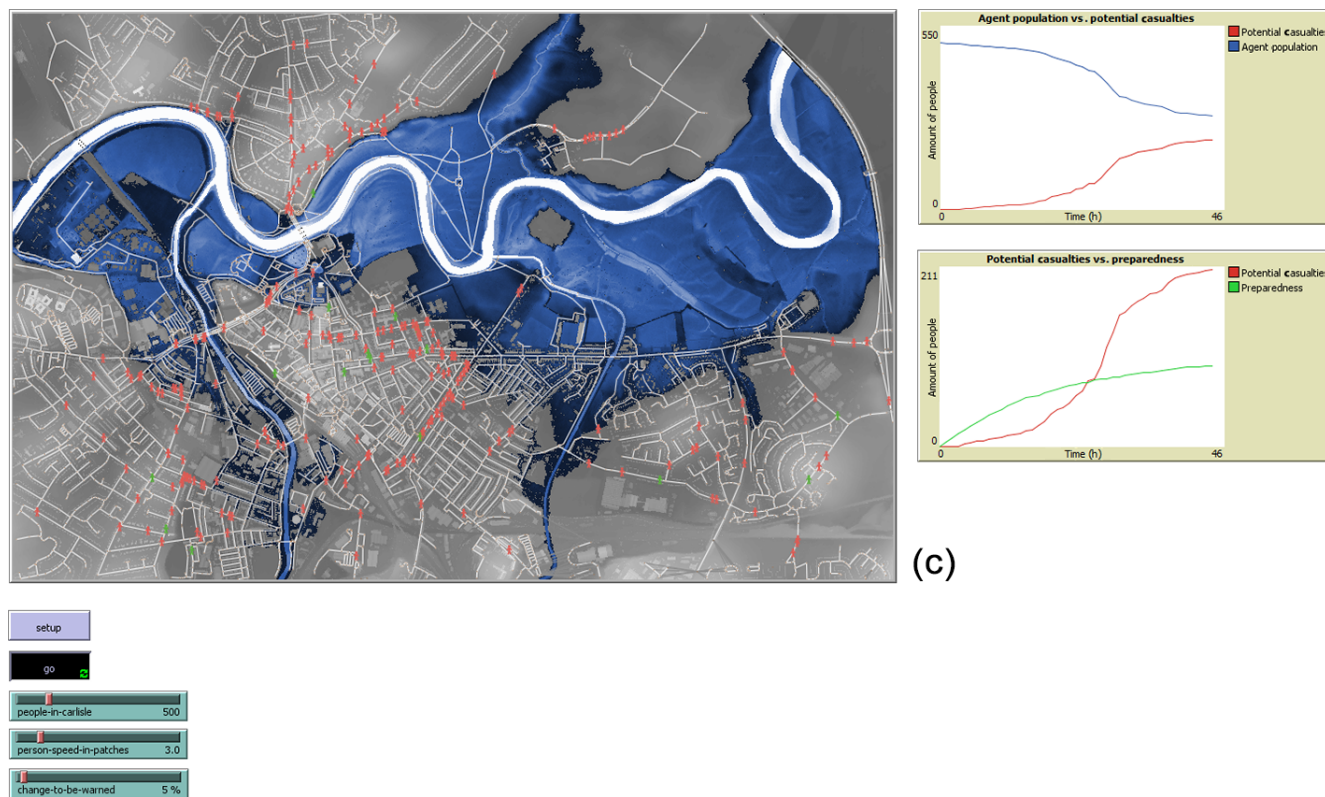 Agent population vs. potential casualties
550
Amount of people
0
0
Time (h)
46
Potential casualties
Agent population
Potential casualties vs. preparedness
211
Amount of people
0
0
Time (h)
46
Potential casualties
Preparedness
(c)
setup
go
people-in-carlisle 500
person-speed-in-patches 3.0
change-to-be-warned 5 %